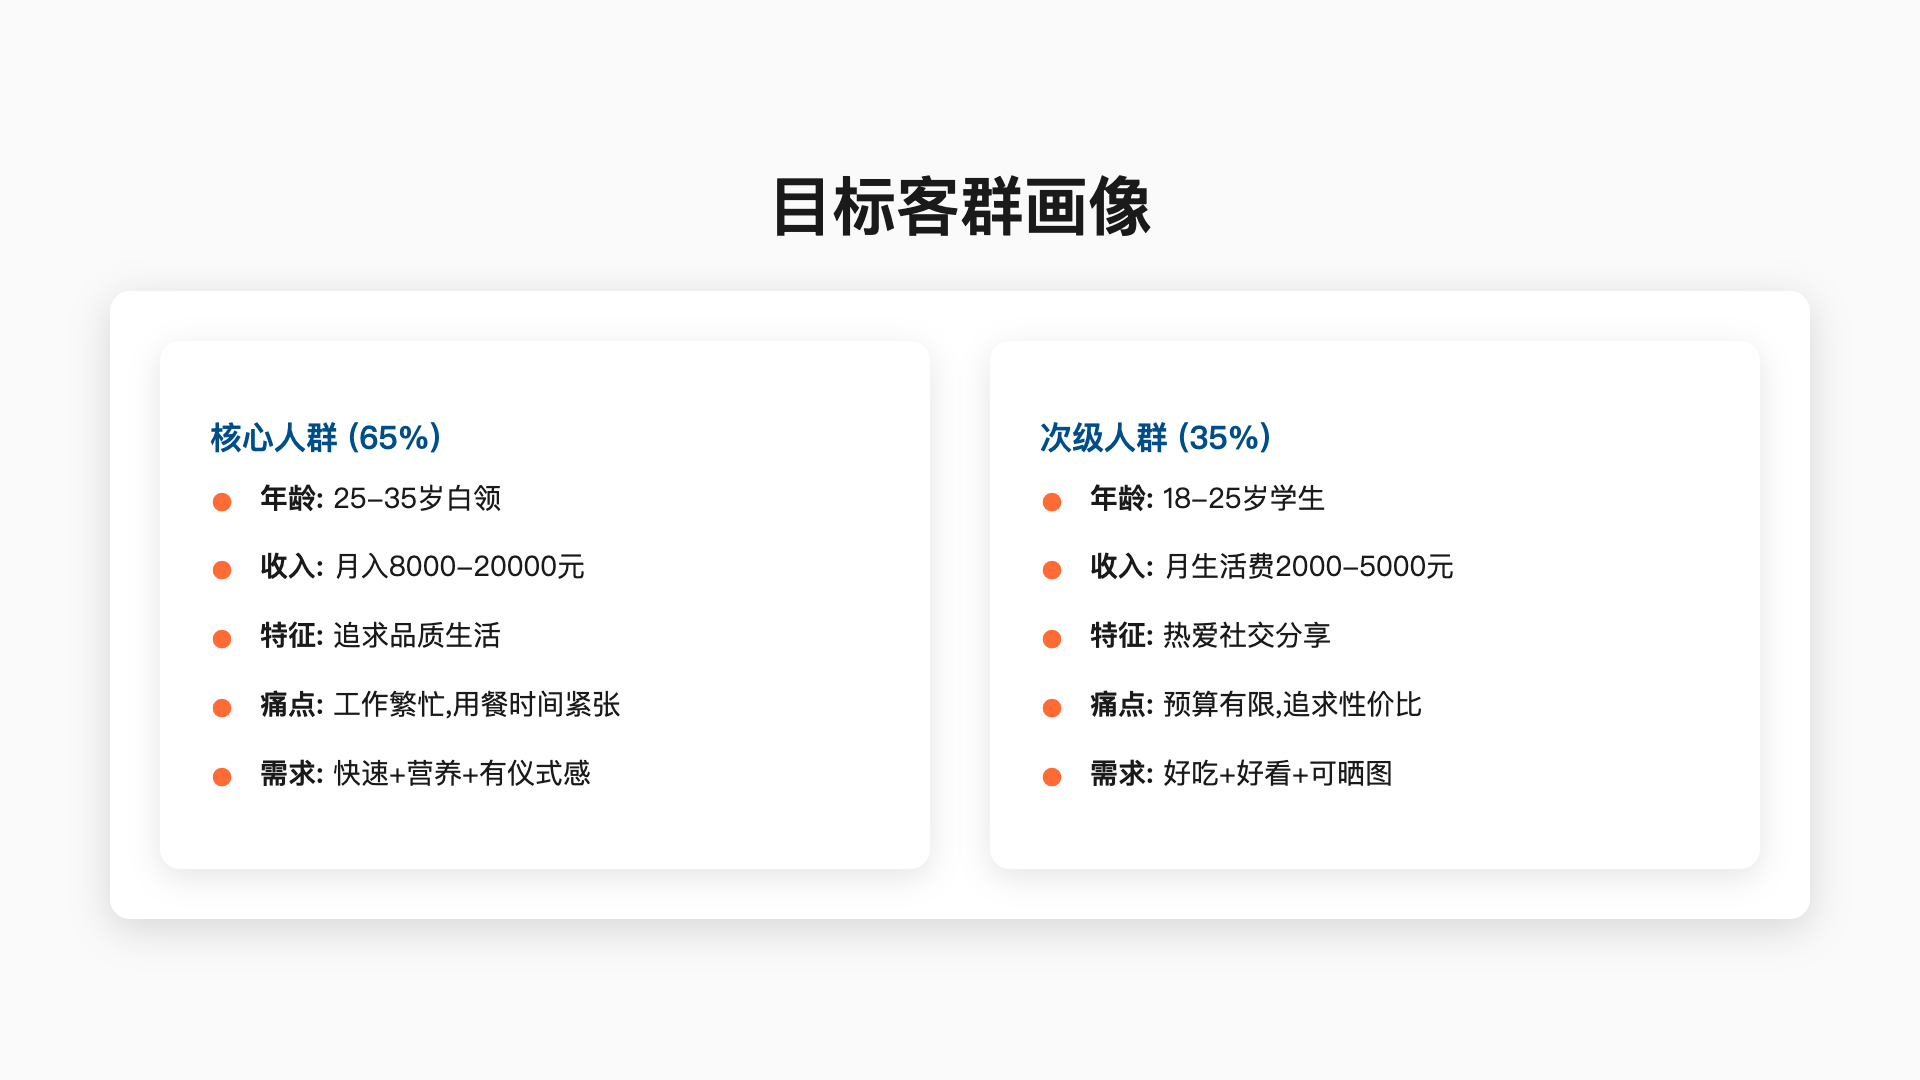 目标客群画像
核心人群 (65%)
年龄: 25–35岁白领
收入: 月入8000–20000元
特征: 追求品质生活
痛点: 工作繁忙,用餐时间紧张
需求: 快速+营养+有仪式感
次级人群 (35%)
年龄: 18–25岁学生
收入: 月生活费2000–5000元
特征: 热爱社交分享
痛点: 预算有限,追求性价比
需求: 好吃+好看+可晒图